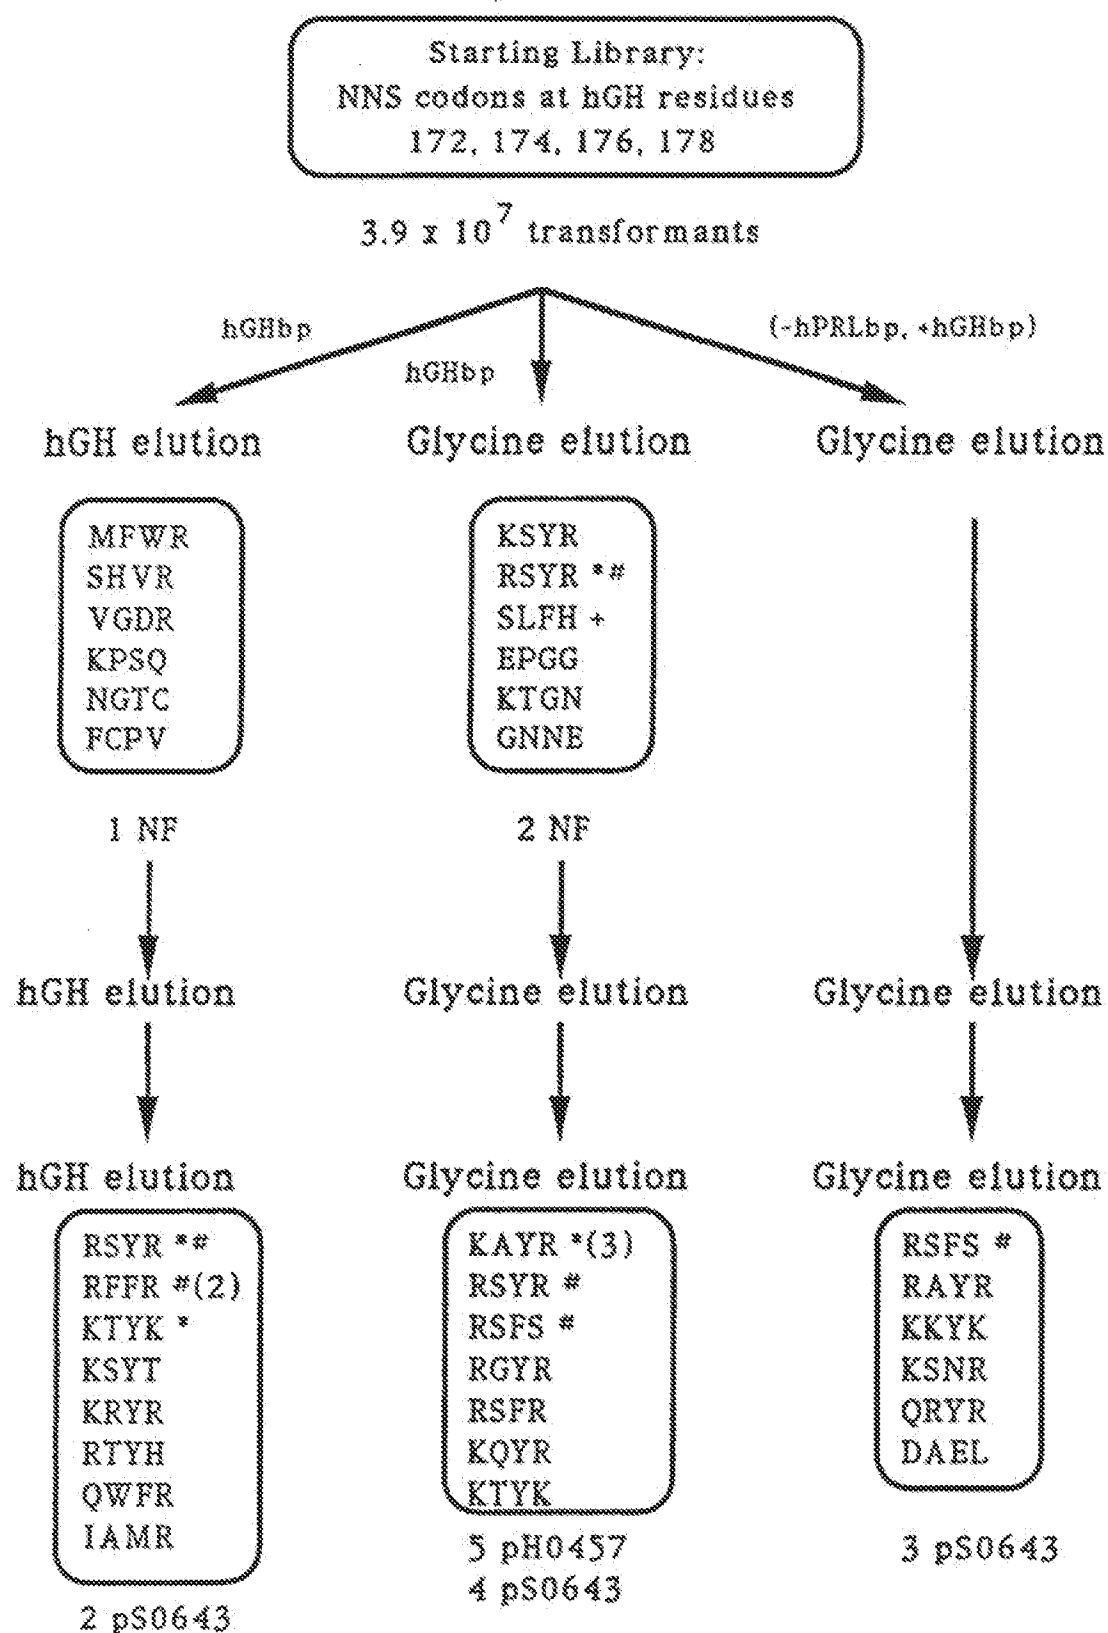 Starting Library:
NNS codons at hGH residues
172, 174, 176, 178
3.9 x 10^7 transformants
hGHbp
hGHbp
(-hPRLbp, +hGHbp)
hGH elution
Glycine elution
Glycine elution
MFWR
SHVR
VGDR
KPSQ
NGTC
FCPV
1 NF
KSYR
RSYR *#
SLFH +
EPGG
KTGN
GNNE
2 NF
hGH elution
Glycine elution
Glycine elution
hGH elution
Glycine elution
Glycine elution
RSYR *#
RFFR #(2)
KTYK *
KSYT
KRYR
RTYH
QWFR
IAMR
2 pS0643
KAYR *(3)
RSYR #
RSFS #
RGYR
RSFR
KQYR
KTYK
5 pH0457
4 pS0643
RSFS #
RAYR
KKYK
KSNR
QRYR
DAEL
3 pS0643